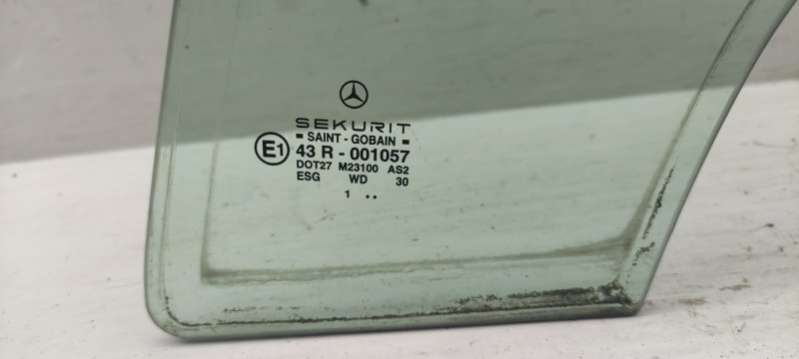 SEKURIT
SAINT - GOBAIN
E1 43 R - 001057
DOT27 M23100 AS2
ESG WD 30
1 ..